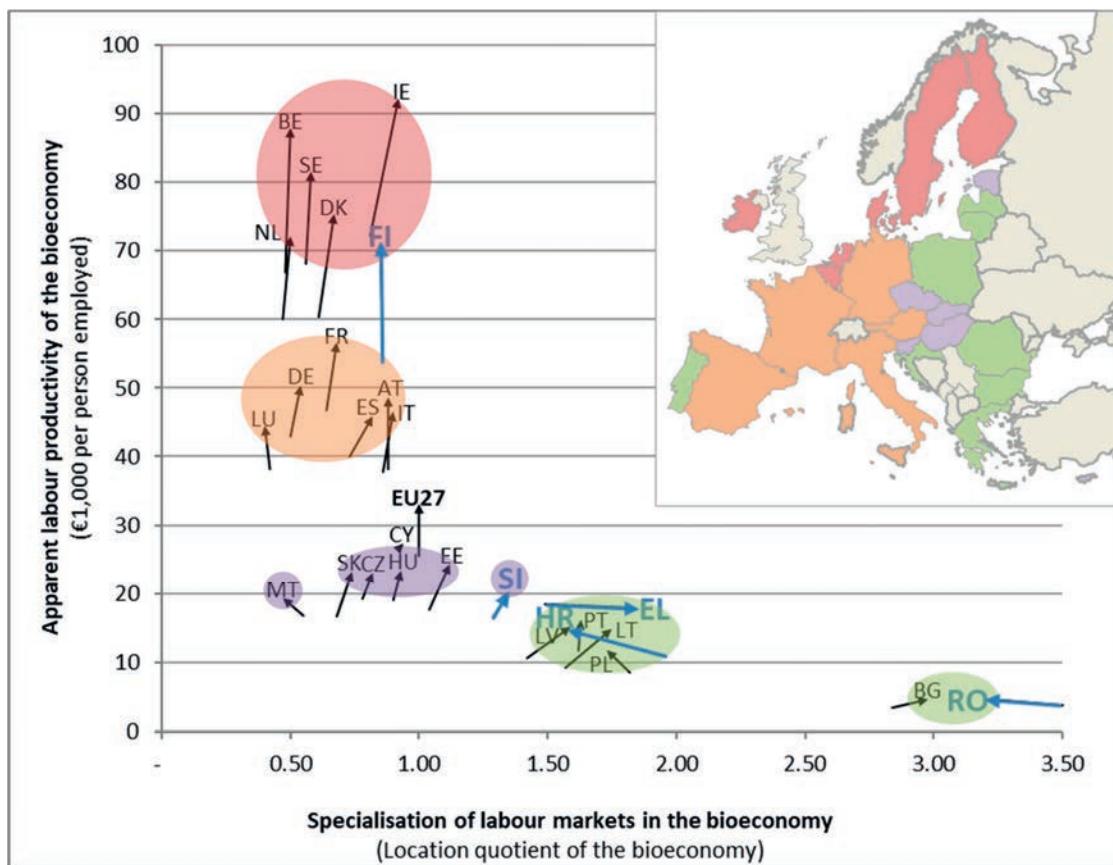 Apparent labour productivity of the bioeconomy
(€1,000 per person employed)
100
90
80
70
60
50
40
30
20
10
0
IE
BE
SE
DK
NL
FI
FR
DE
AT
ES
IT
LU
EU27
CY
SK
CZ
HU
EE
MT
SI
HR
EL
PT
LV
LT
PL
BG
RO
-
0.50
1.00
1.50
2.00
2.50
3.00
3.50
Specialisation of labour markets in the bioeconomy
(Location quotient of the bioeconomy)